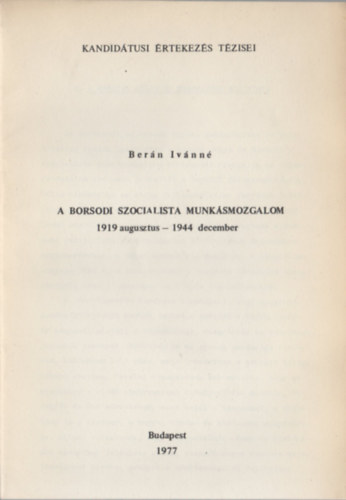 KANDIDÁTUSI ÉRTEKEZÉS TÉZISEI
Berán Ivánné
A BORSODI SZOCIALISTA MUNKÁSMOZGALOM
1919 augusztus – 1944 december
Budapest
1977